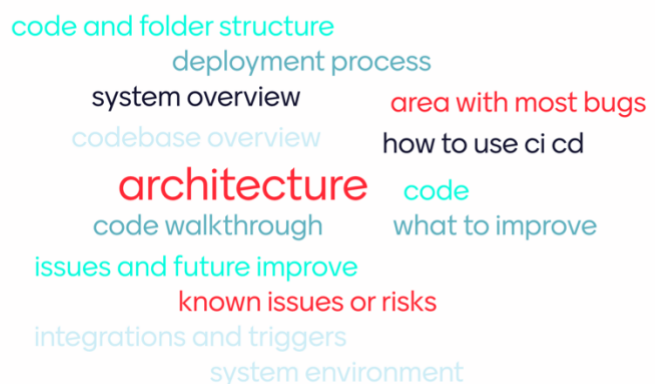 code and folder structure
deployment process
system overview
area with most bugs
codebase overview
how to use ci cd
architecture
code
code walkthrough
what to improve
issues and future improve
known issues or risks
integrations and triggers
system environment